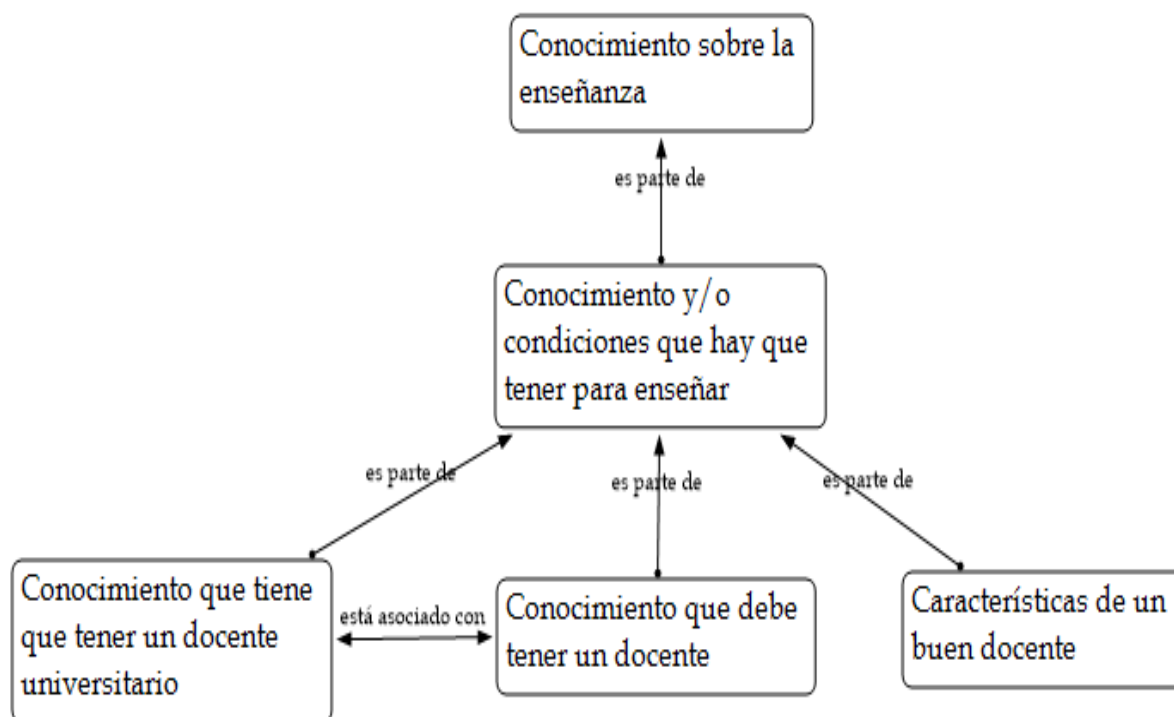 Conocimiento sobre la
enseñanza
es parte de
Conocimiento y/o
condiciones que hay que
tener para enseñar
es parte de
es parte de
es parte de
Conocimiento que tiene
que tener un docente
universitario
está asociado con
Conocimiento que debe
tener un docente
Características de un
buen docente